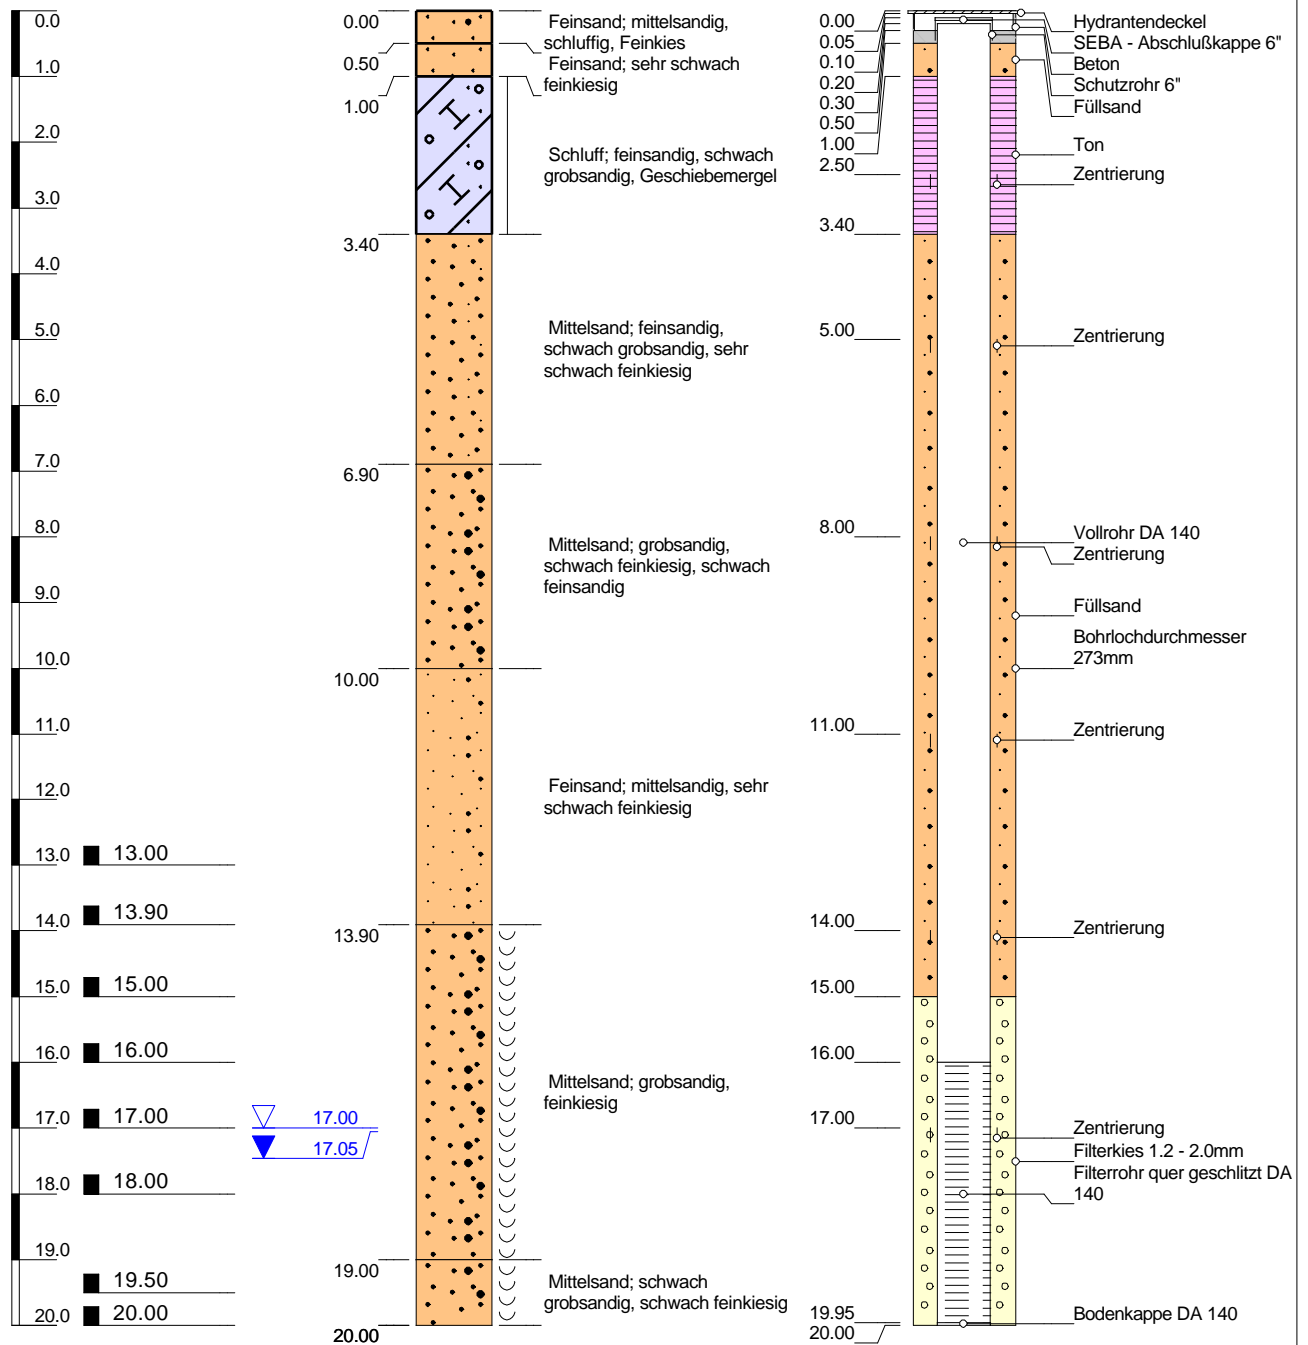 0.0
1.0
2.0
3.0
4.0
5.0
6.0
7.0
8.0
9.0
10.0
11.0
12.0
13.0
14.0
15.0
16.0
17.0
18.0
19.0
20.0
13.00
13.90
15.00
16.00
17.00
18.00
19.50
20.00
17.00
17.05
0.00
0.50
1.00
3.40
6.90
10.00
13.90
19.00
20.00
Feinsand; mittelsandig,
schluffig, Feinkies
Feinsand; sehr schwach
feinkiesig
Schluff; feinsandig, schwach
grobsandig, Geschiebemergel
Mittelsand; feinsandig,
schwach grobsandig, sehr
schwach feinkiesig
Mittelsand; grobsandig,
schwach feinkiesig, schwach
feinsandig
Feinsand; mittelsandig, sehr
schwach feinkiesig
Mittelsand; grobsandig,
feinkiesig
Mittelsand; schwach
grobsandig, schwach feinkiesig
0.00
0.05
0.10
0.20
0.30
0.50
1.00
2.50
3.40
5.00
8.00
11.00
14.00
15.00
16.00
17.00
19.95
20.00
Hydrantendeckel
SEBA - Abschlußkappe 6"
Beton
Schutzrohr 6"
Füllsand
Ton
Zentrierung
Zentrierung
Vollrohr DA 140
Zentrierung
Füllsand
Bohrlochdurchmesser
273mm
Zentrierung
Zentrierung
Zentrierung
Filterkies 1.2 - 2.0mm
Filterrohr quer geschlitzt DA
140
Bodenkappe DA 140